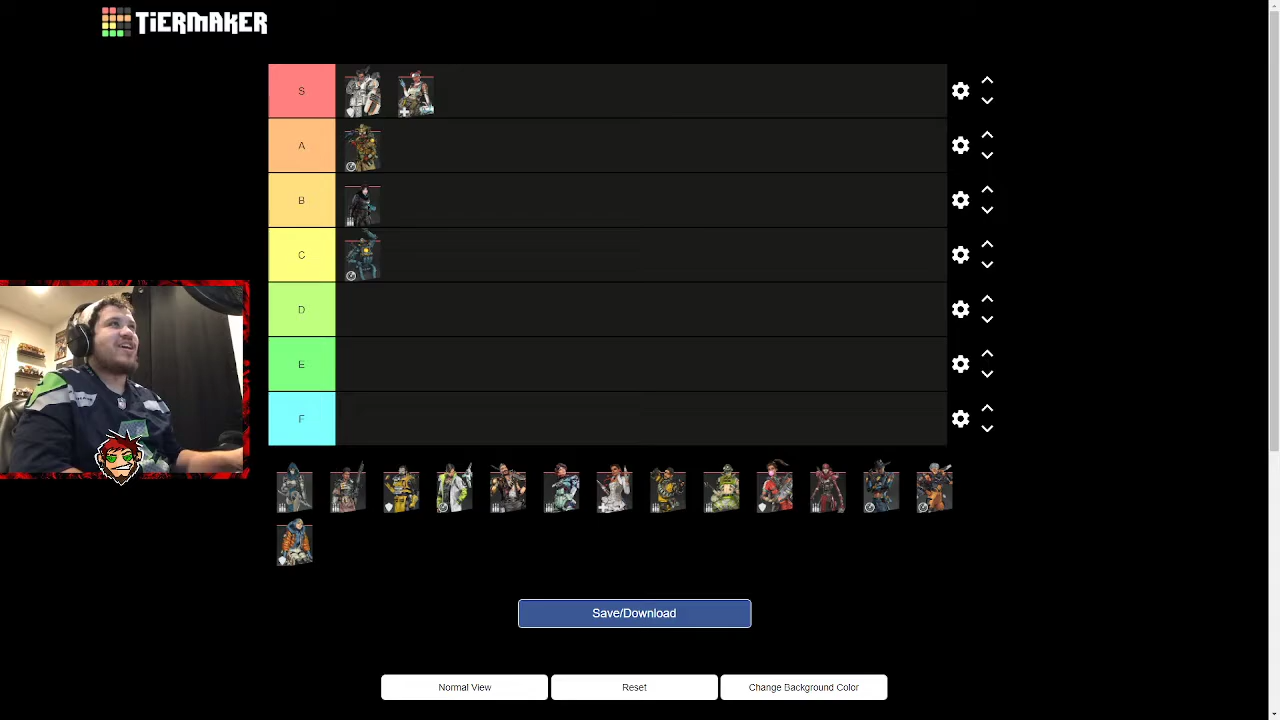 TiERMAKER
S
A
B
C
D
E
F
Save/Download
Normal View
Reset
Change Background Color